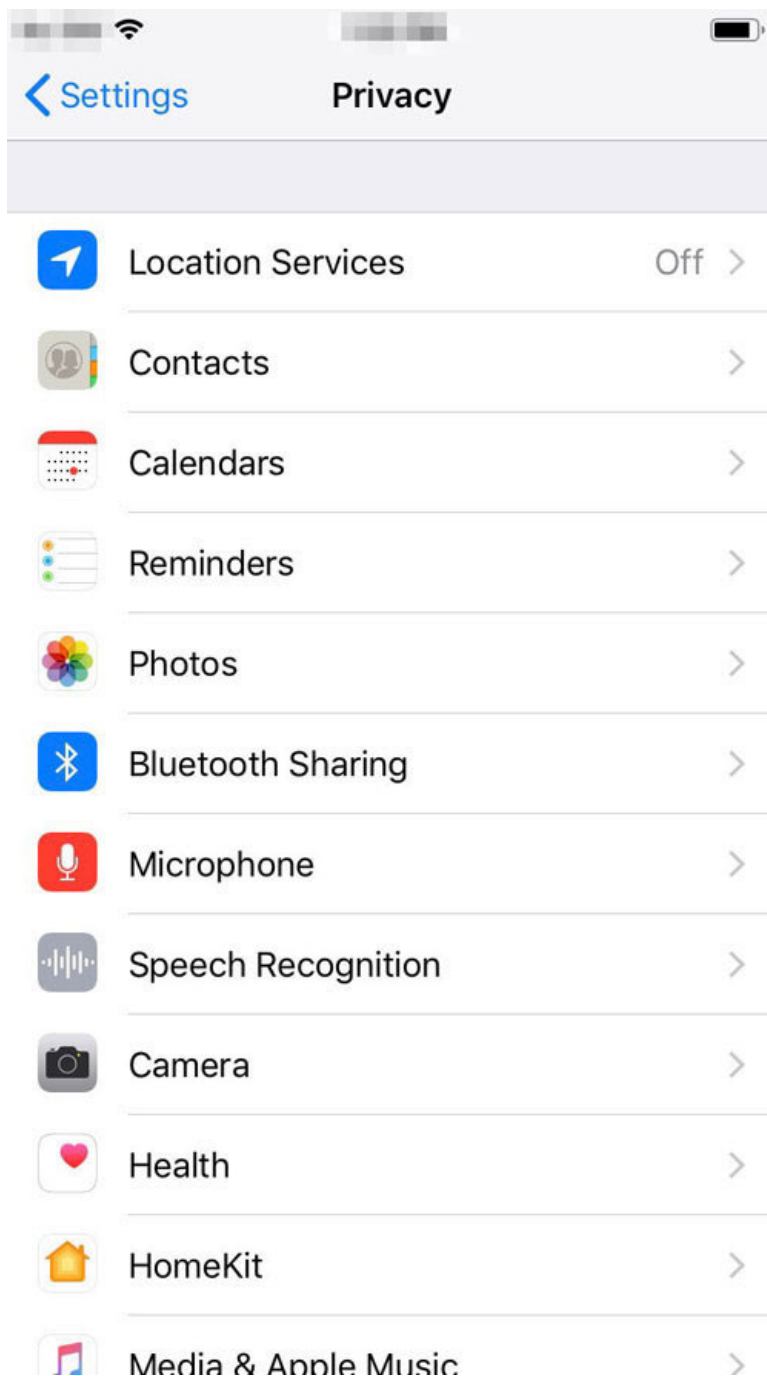 Settings
Privacy
Location Services Off
Contacts
Calendars
Reminders
Photos
Bluetooth Sharing
Microphone
Speech Recognition
Camera
Health
HomeKit
Media & Apple Music